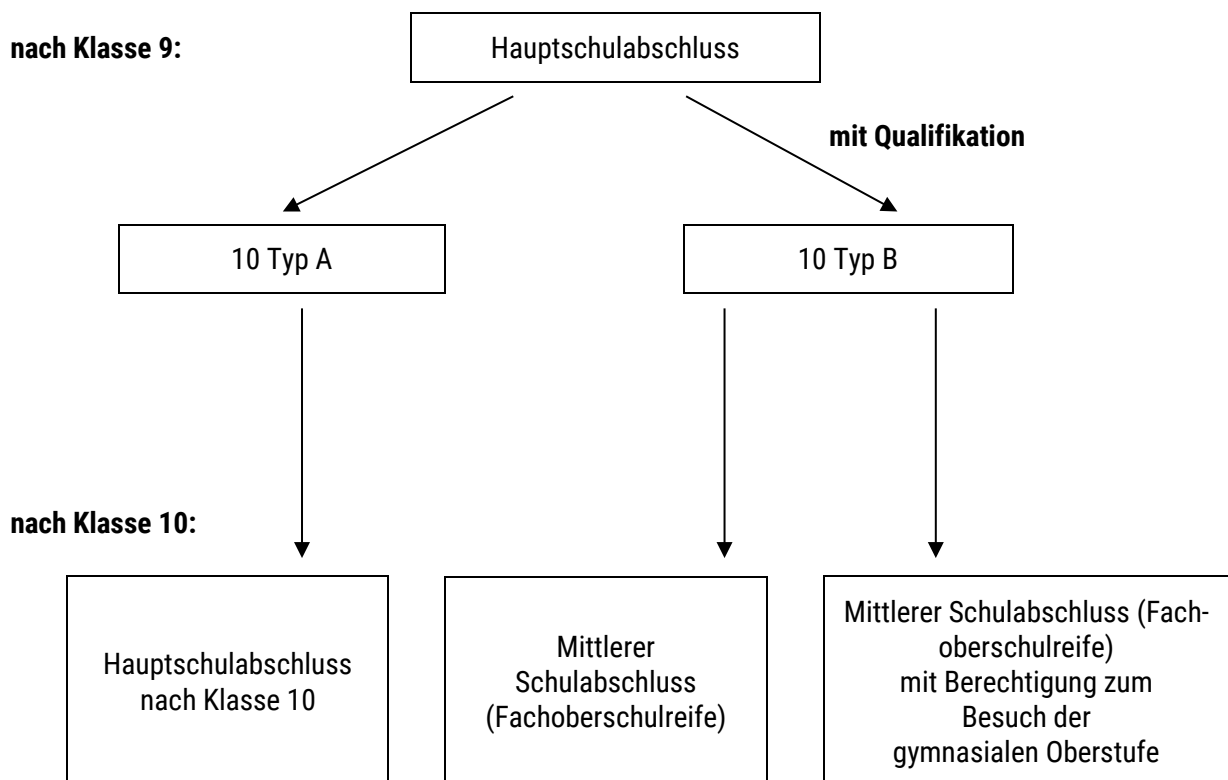 nach Klasse 9:
Hauptschulabschluss
mit Qualifikation
10 Typ A
10 Typ B
nach Klasse 10:
Hauptschulabschluss
nach Klasse 10
Mittlerer
Schulabschluss
(Fachoberschulreife)
Mittlerer Schulabschluss (Fach-
oberschulreife)
mit Berechtigung zum
Besuch der
gymnasialen Oberstufe